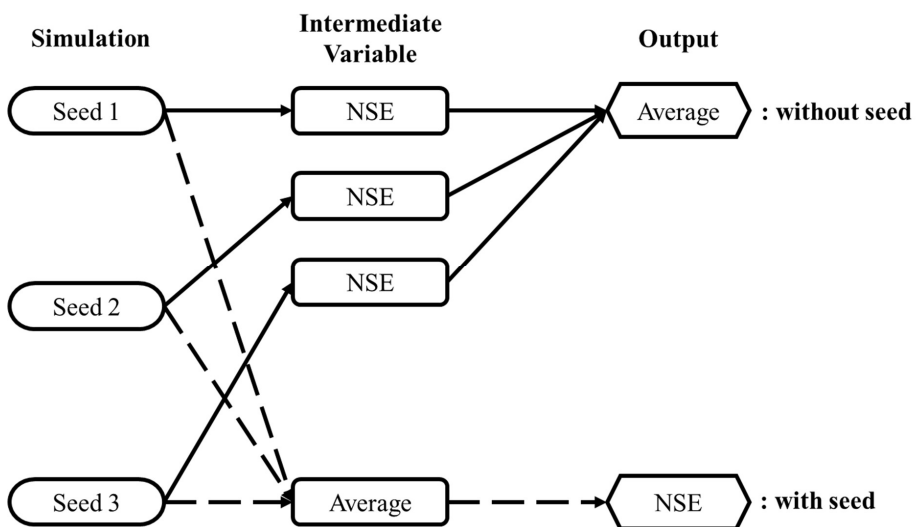 Simulation
Intermediate
Variable
Output
Seed 1
NSE
Average
: without seed
NSE
Seed 2
NSE
Seed 3
Average
NSE
: with seed